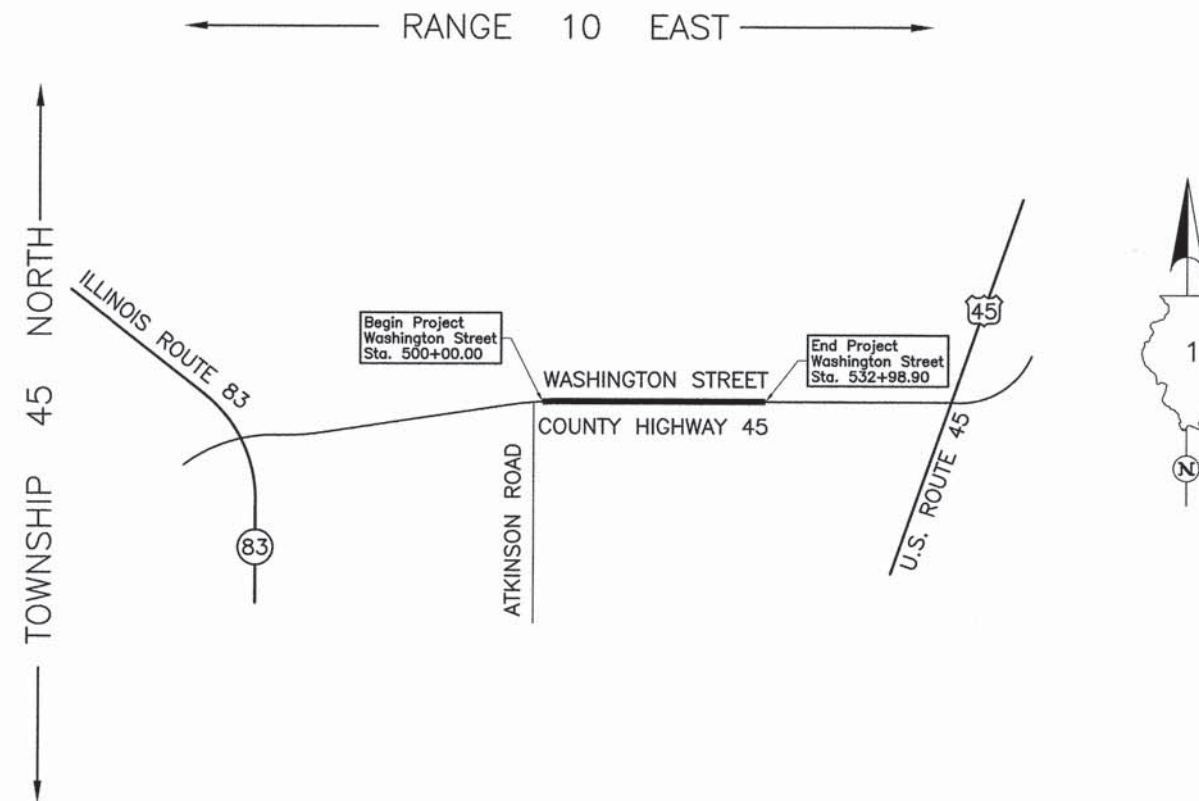 RANGE 10 EAST
TOWNSHIP 45 NORTH
ILLINOIS ROUTE 83
83
Begin Project
Washington Street
Sta. 500+00.00
WASHINGTON STREET
COUNTY HIGHWAY 45
End Project
Washington Street
Sta. 532+98.90
ATKINSON ROAD
45
U.S. ROUTE 45
1
N